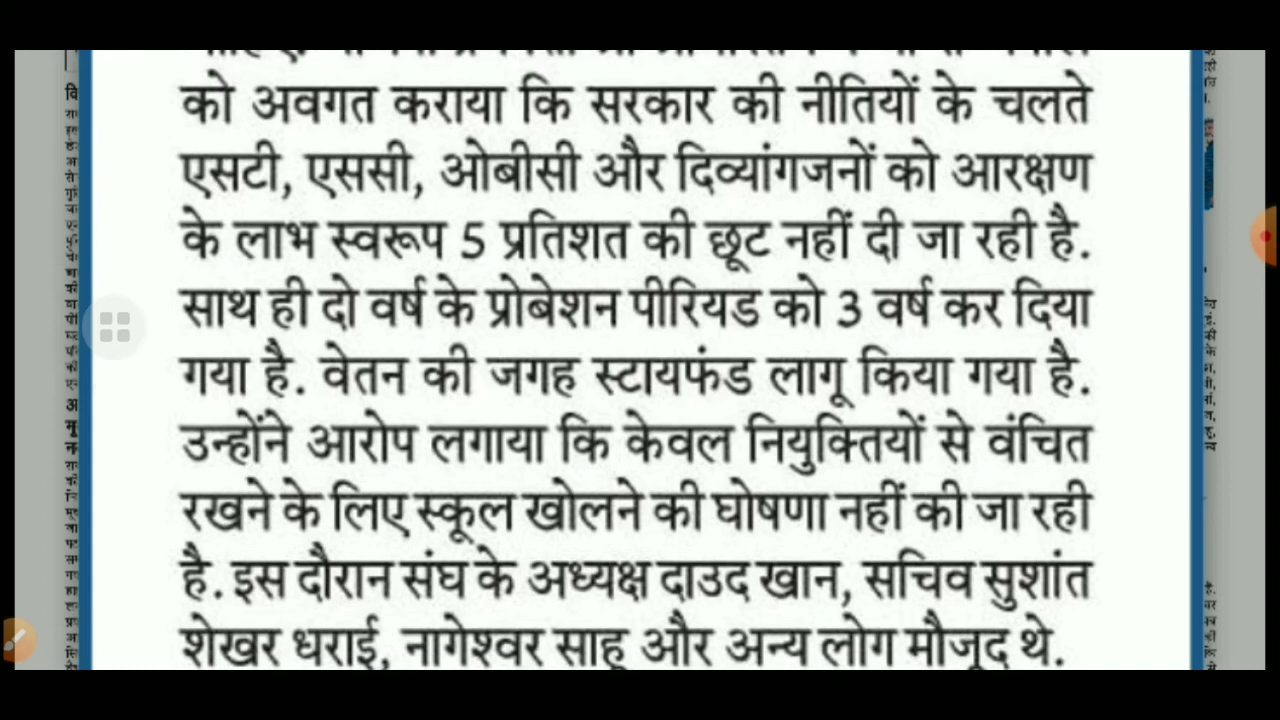 को अवगत कराया कि सरकार की नीतियों के चलते
एसटी, एससी, ओबीसी और दिव्यांगजनों को आरक्षण
के लाभ स्वरूप 5 प्रतिशत की छूट नहीं दी जा रही है.
साथ ही दो वर्ष के प्रोबेशन पीरियड को 3 वर्ष कर दिया
गया है. वेतन की जगह स्टायफंड लागू किया गया है.
उन्होंने आरोप लगाया कि केवल नियुक्तियों से वंचित
रखने के लिए स्कूल खोलने की घोषणा नहीं की जा रही
है. इस दौरान संघ के अध्यक्ष दाउद खान, सचिव सुशांत
शेखर धराई, नागेश्वर साहू और अन्य लोग मौजूद थे.